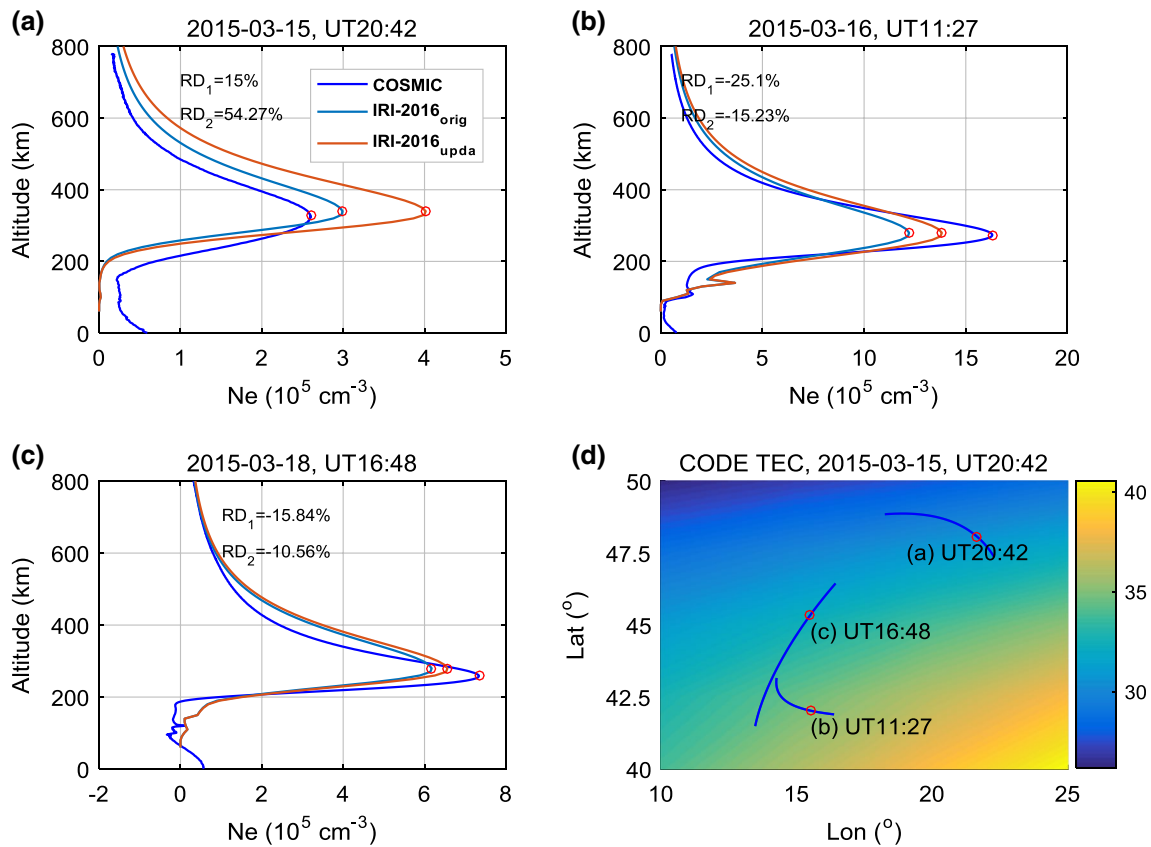 (a)
2015-03-15, UT20:42
800
600
400
200
0
Altitude (km)
RD1=15%
RD2=54.27%
COSMIC
IRI-2016orig
IRI-2016upda
0 1 2 3 4 5
Ne (10^5 cm^-3)
(b)
2015-03-16, UT11:27
800
600
400
200
0
Altitude (km)
RD1=-25.1%
RD2=-15.23%
0 5 10 15 20
Ne (10^5 cm^-3)
(c)
2015-03-18, UT16:48
800
600
400
200
0
Altitude (km)
RD1=-15.84%
RD2=-10.56%
-2 0 2 4 6 8
Ne (10^5 cm^-3)
(d)
CODE TEC, 2015-03-15, UT20:42
50
47.5
45
42.5
40
Lat (°)
(a) UT20:42
(c) UT16:48
(b) UT11:27
10 15 20 25
Lon (°)
40
35
30